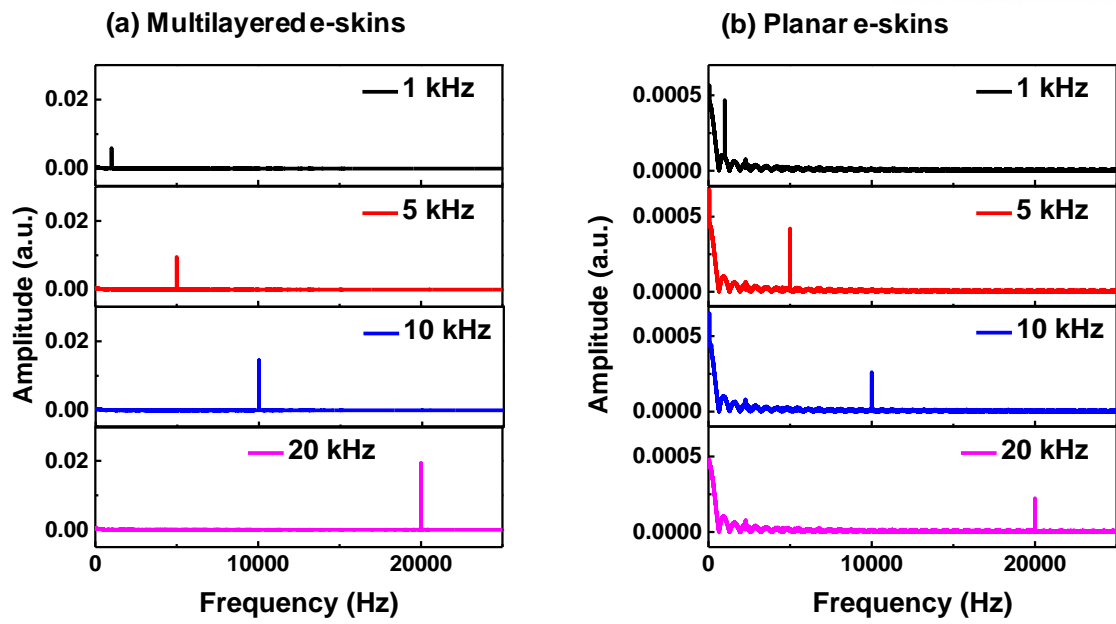 (a) Multilayered e-skins
(b) Planar e-skins
Amplitude (a.u.)
1 kHz
0.02
0.00
5 kHz
0.02
0.00
10 kHz
0.02
0.00
20 kHz
0.02
0.00
0 10000 20000
Frequency (Hz)
Amplitude (a.u.)
1 kHz
0.0005
0.0000
5 kHz
0.0005
0.0000
10 kHz
0.0005
0.0000
20 kHz
0.0005
0.0000
0 10000 20000
Frequency (Hz)